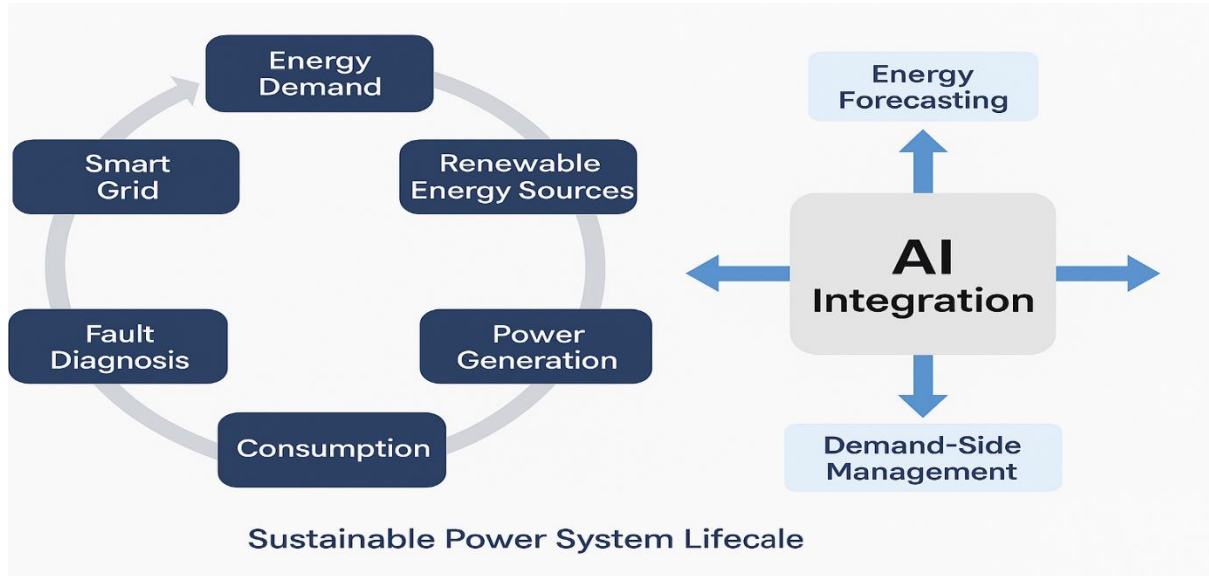 Energy
Demand
Renewable
Energy Sources
Power
Generation
Consumption
Fault
Diagnosis
Smart
Grid
Energy
Forecasting
AI
Integration
Demand-Side
Management
Sustainable Power System Lifecale